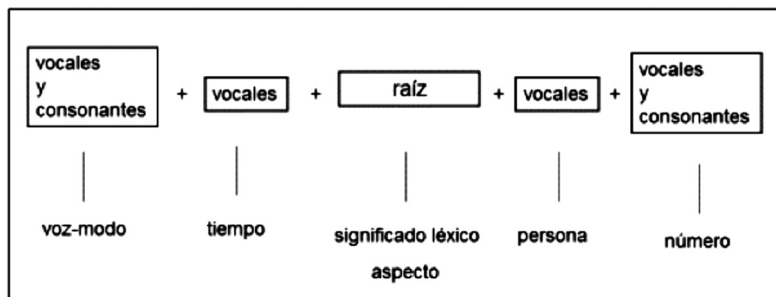 vocales
y
consonantes
+
vocales
+
raíz
+
vocales
+
vocales
y
consonantes
voz-modo
tiempo
significado léxico
aspecto
persona
número